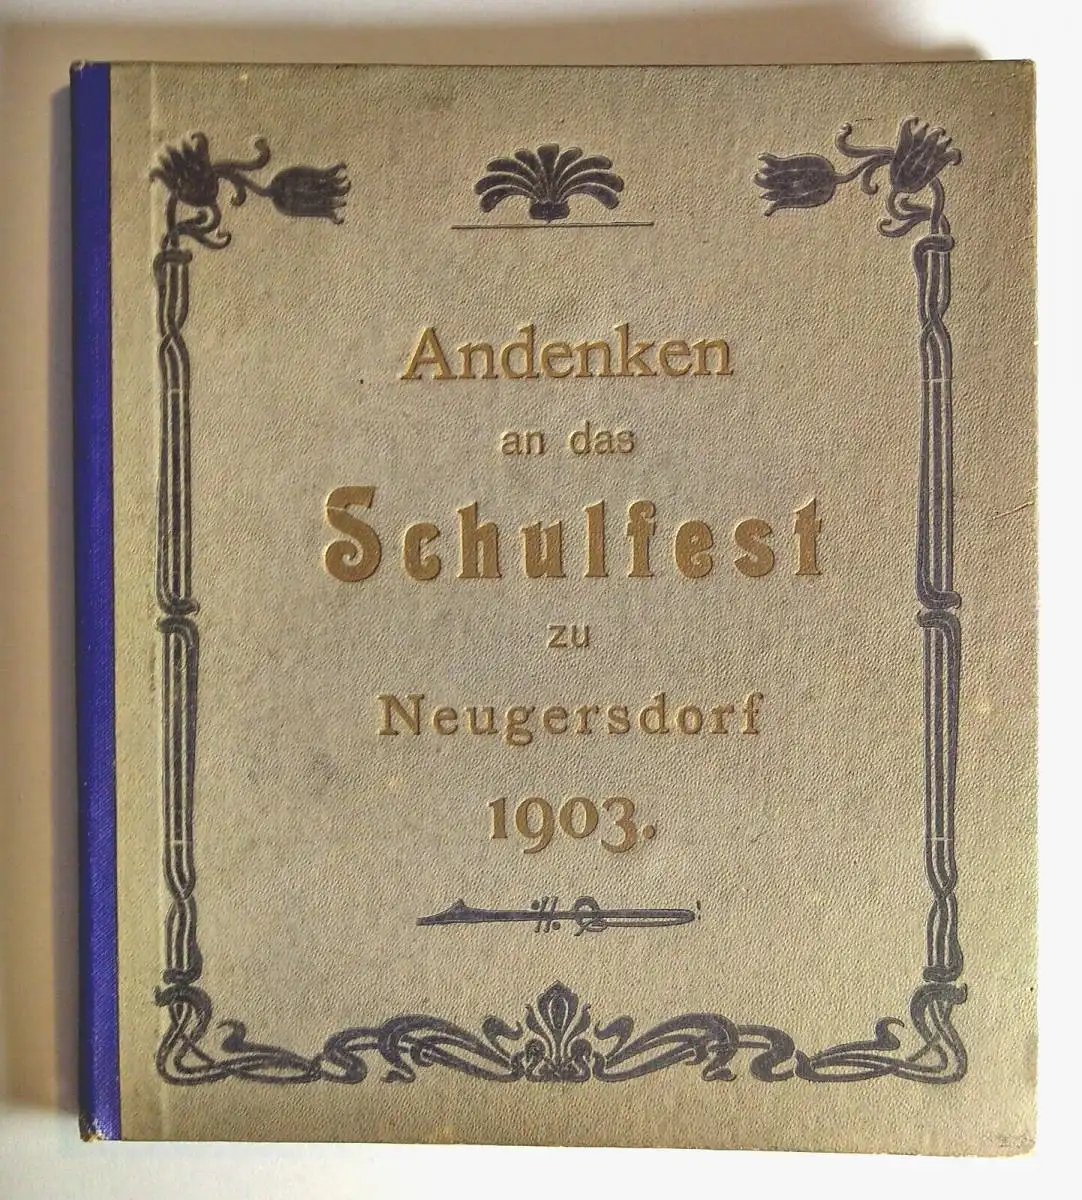 Andenken
an das
Schulfest
zu
Neugersdorf
1903.